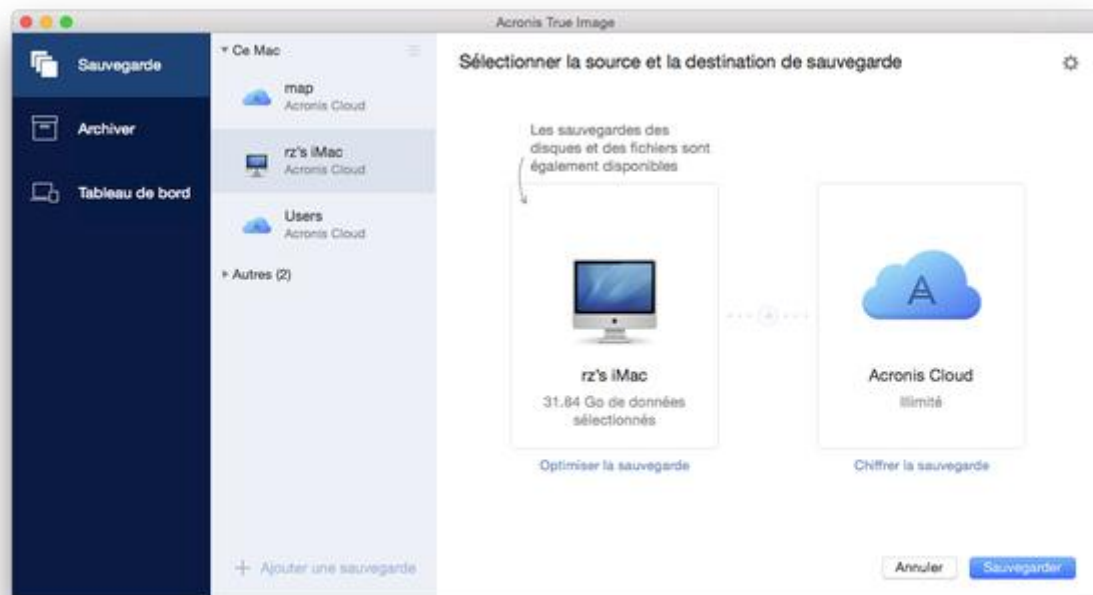 Acronis True Image
Sauvegarde
Archiver
Tableau de bord
Ce Mac
map
Acronis Cloud
rz's iMac
Acronis Cloud
Users
Acronis Cloud
Autres (2)
+ Ajouter une sauvegarde
Sélectionner la source et la destination de sauvegarde
Les sauvegardes des
disques et des fichiers sont
également disponibles
rz's iMac
31.84 Go de données
sélectionnés
Optimiser la sauvegarde
Acronis Cloud
Illimité
Chiffrer la sauvegarde
Annuler
Sauvegarder